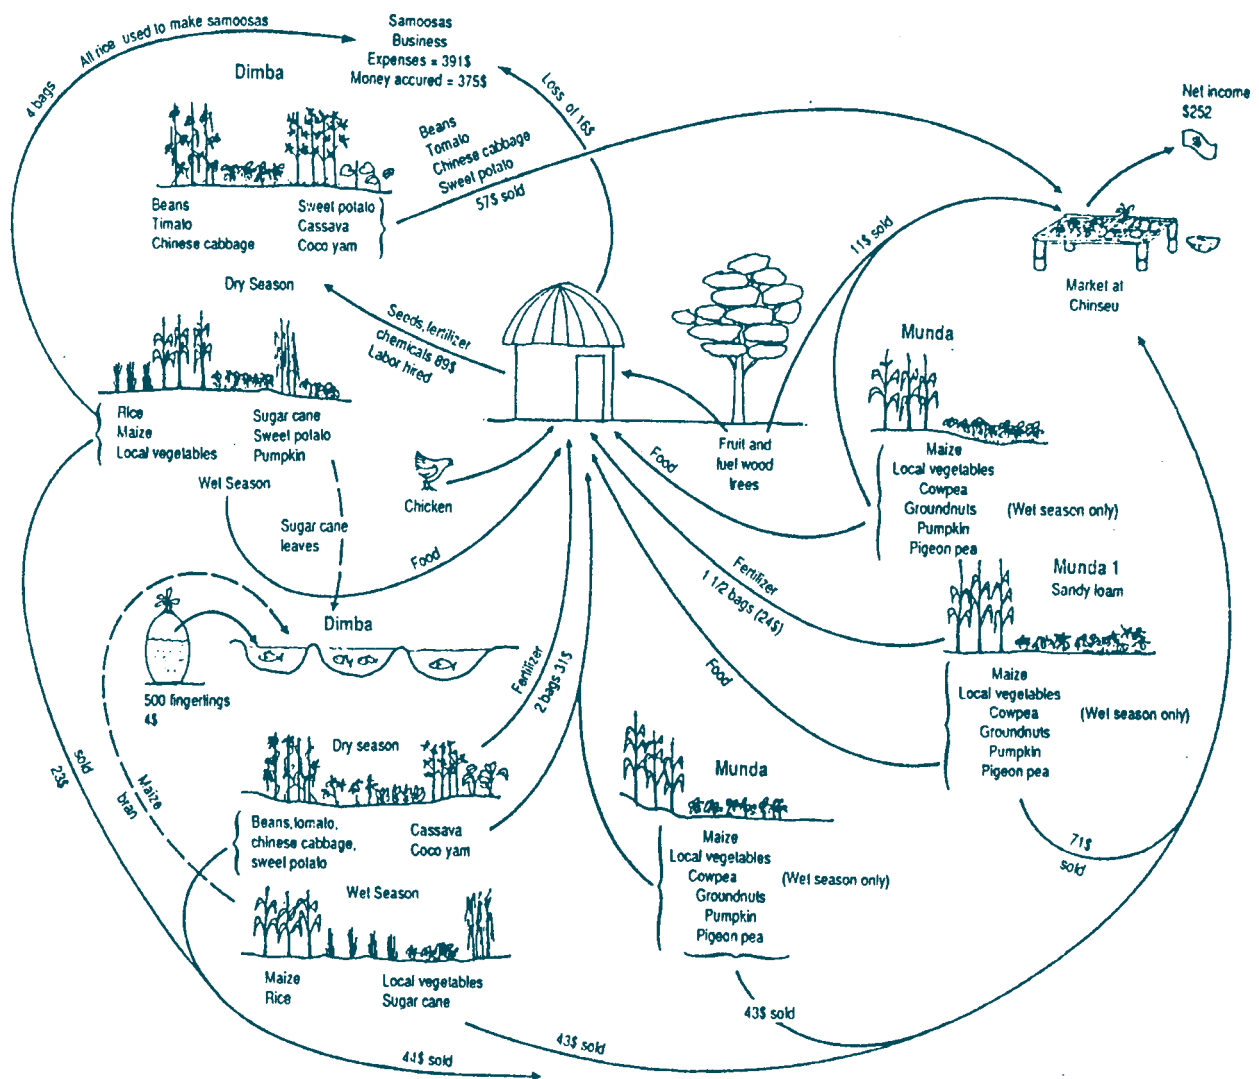 All rice used to make samoosas
4 bags
Samoosas
Business
Expenses = 391$
Money accured = 375$
Loss of 16$
Dimba
Beans
Timato
Chinese cabbage
Sweet potato
Cassava
Coco yam
Beans
Tomato
Chinese cabbage
Sweet potato
57$ sold
Net income
$252
Market at
Chinseu
11$ sold
Dry Season
Seeds, fertilizer
chemicals 89$
Labor hired
Rice
Maize
Local vegetables
Sugar cane
Sweet potato
Pumpkin
Wet Season
Sugar cane
leaves
Chicken
Food
Fruit and
fuel wood
trees
Food
Munda
Maize
Local vegetables
Cowpea
Groundnuts
Pumpkin
Pigeon pea
(Wet season only)
Fertilizer
1 1/2 bags (24$)
Munda 1
Sandy loam
Food
Maize
Local vegetables
Cowpea
Groundnuts
Pumpkin
Pigeon pea
(Wet season only)
71$
sold
Dimba
500 fingerlings
4$
Fertilizer
2 bags 31$
sold
23$
Maize
bran
Dry season
Beans, tomato,
chinese cabbage,
sweet potato
Cassava
Coco yam
Wet Season
Maize
Rice
Local vegetables
Sugar cane
Munda
Maize
Local vegetables
Cowpea
Groundnuts
Pumpkin
Pigeon pea
(Wet season only)
43$ sold
43$ sold
44$ sold